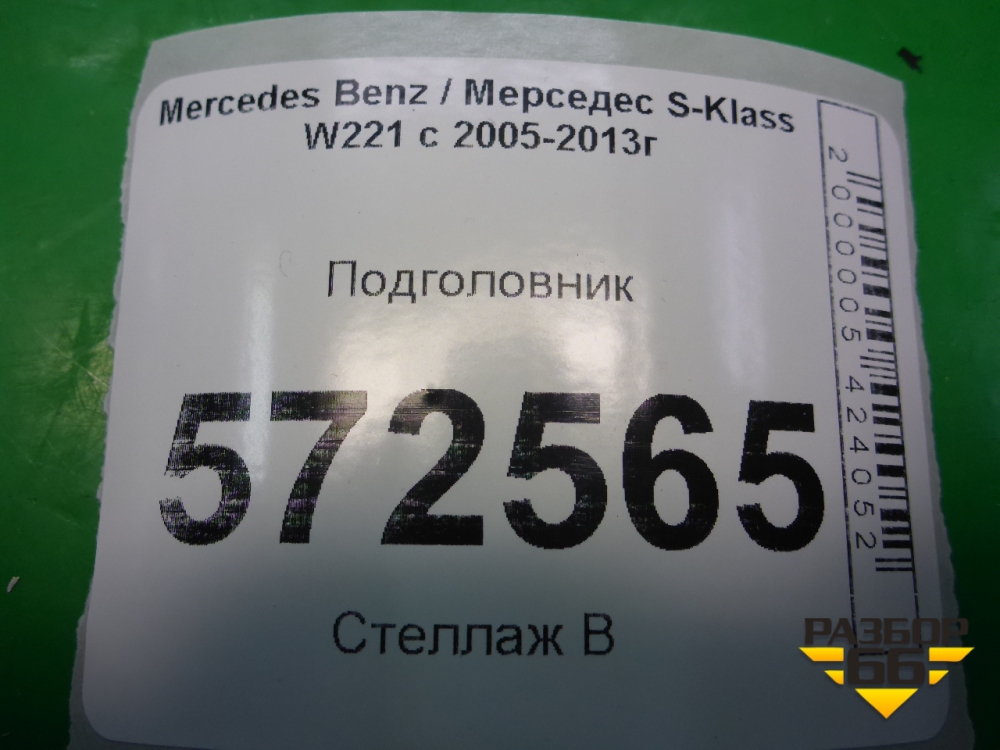 Mercedes Benz / Мерседес S-Klass
W221 с 2005-2013г
Подголовник
572565
Стеллаж В
2000005424052
РАЗБОР
66